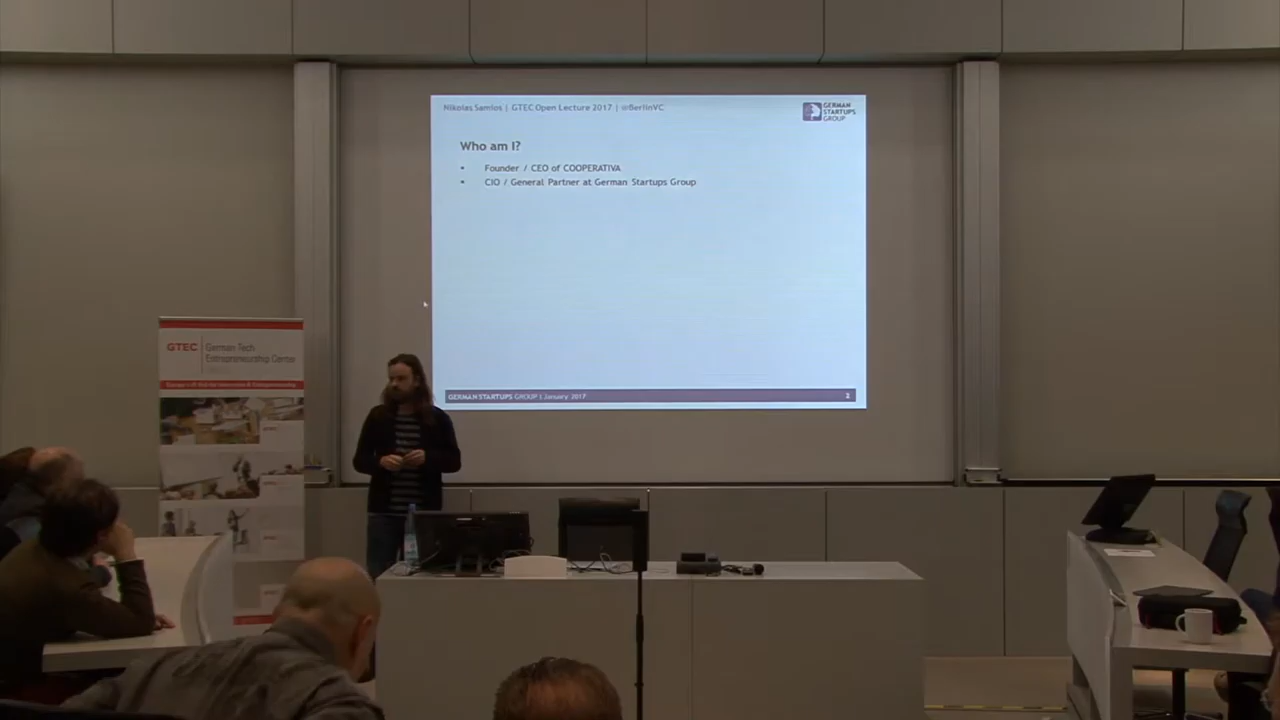 Nikolas Samios | GTEC Open Lecture 2017 | @BerlinVC
GERMAN
STARTUPS
GROUP
Who am I?
• Founder / CEO of COOPERATIVA
• CIO / General Partner at German Startups Group
GERMAN STARTUPS GROUP | January 2017
2
GTEC
German Tech
Entrepreneurship Center